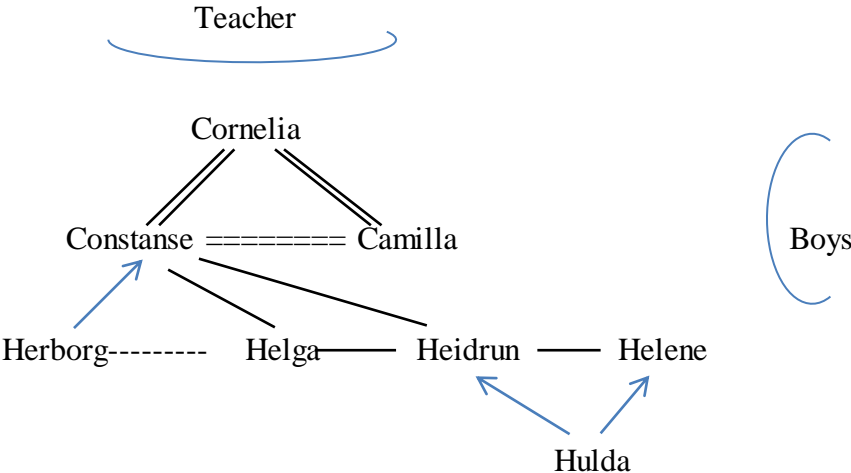 Teacher
Cornelia
Constanse ======== Camilla
Boys
Herborg--------- Helga Heidrun Helene
Hulda